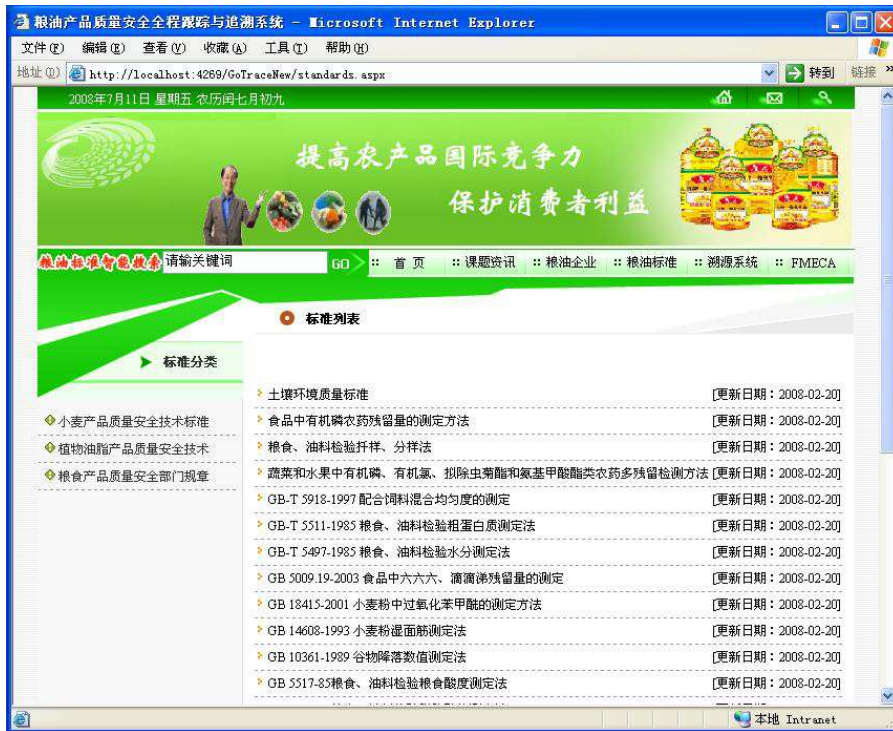 粮油产品质量安全全程跟踪与追溯系统 - Microsoft Internet Explorer
文件(F) 编辑(E) 查看(V) 收藏(A) 工具(T) 帮助(H)
地址(D) http://localhost:4269/GoTraceNew/standards.aspx 转到 链接 »
2008年7月11日 星期五 农历闰七月初九
提高农产品国际竞争力
保护消费者利益
粮油标准智能搜索 请输关键词 GO :: 首 页 :: 课题资讯 :: 粮油企业 :: 粮油标准 :: 溯源系统 :: FMECA
标准列表
标准分类
小麦产品质量安全技术标准
植物油脂产品质量安全技术
粮食产品质量安全部门规章
土壤环境质量标准 [更新日期：2008-02-20]
食品中有机磷农药残留量的测定方法 [更新日期：2008-02-20]
粮食、油料检验扦样、分样法 [更新日期：2008-02-20]
蔬菜和水果中有机磷、有机氯、拟除虫菊酯和氨基甲酸酯类农药多残留检测方法 [更新日期：2008-02-20]
GB-T 5918-1997 配合饲料混合均匀度的测定 [更新日期：2008-02-20]
GB-T 5511-1985 粮食、油料检验粗蛋白质测定法 [更新日期：2008-02-20]
GB-T 5497-1985 粮食、油料检验水分测定法 [更新日期：2008-02-20]
GB 5009.19-2003 食品中六六六、滴滴涕残留量的测定 [更新日期：2008-02-20]
GB 18415-2001 小麦粉中过氧化苯甲酰的测定方法 [更新日期：2008-02-20]
GB 14608-1993 小麦粉湿面筋测定法 [更新日期：2008-02-20]
GB 10361-1989 谷物降落数值测定法 [更新日期：2008-02-20]
GB 5517-85粮食、油料检验粮食酸度测定法 [更新日期：2008-02-20]
本地 Intranet